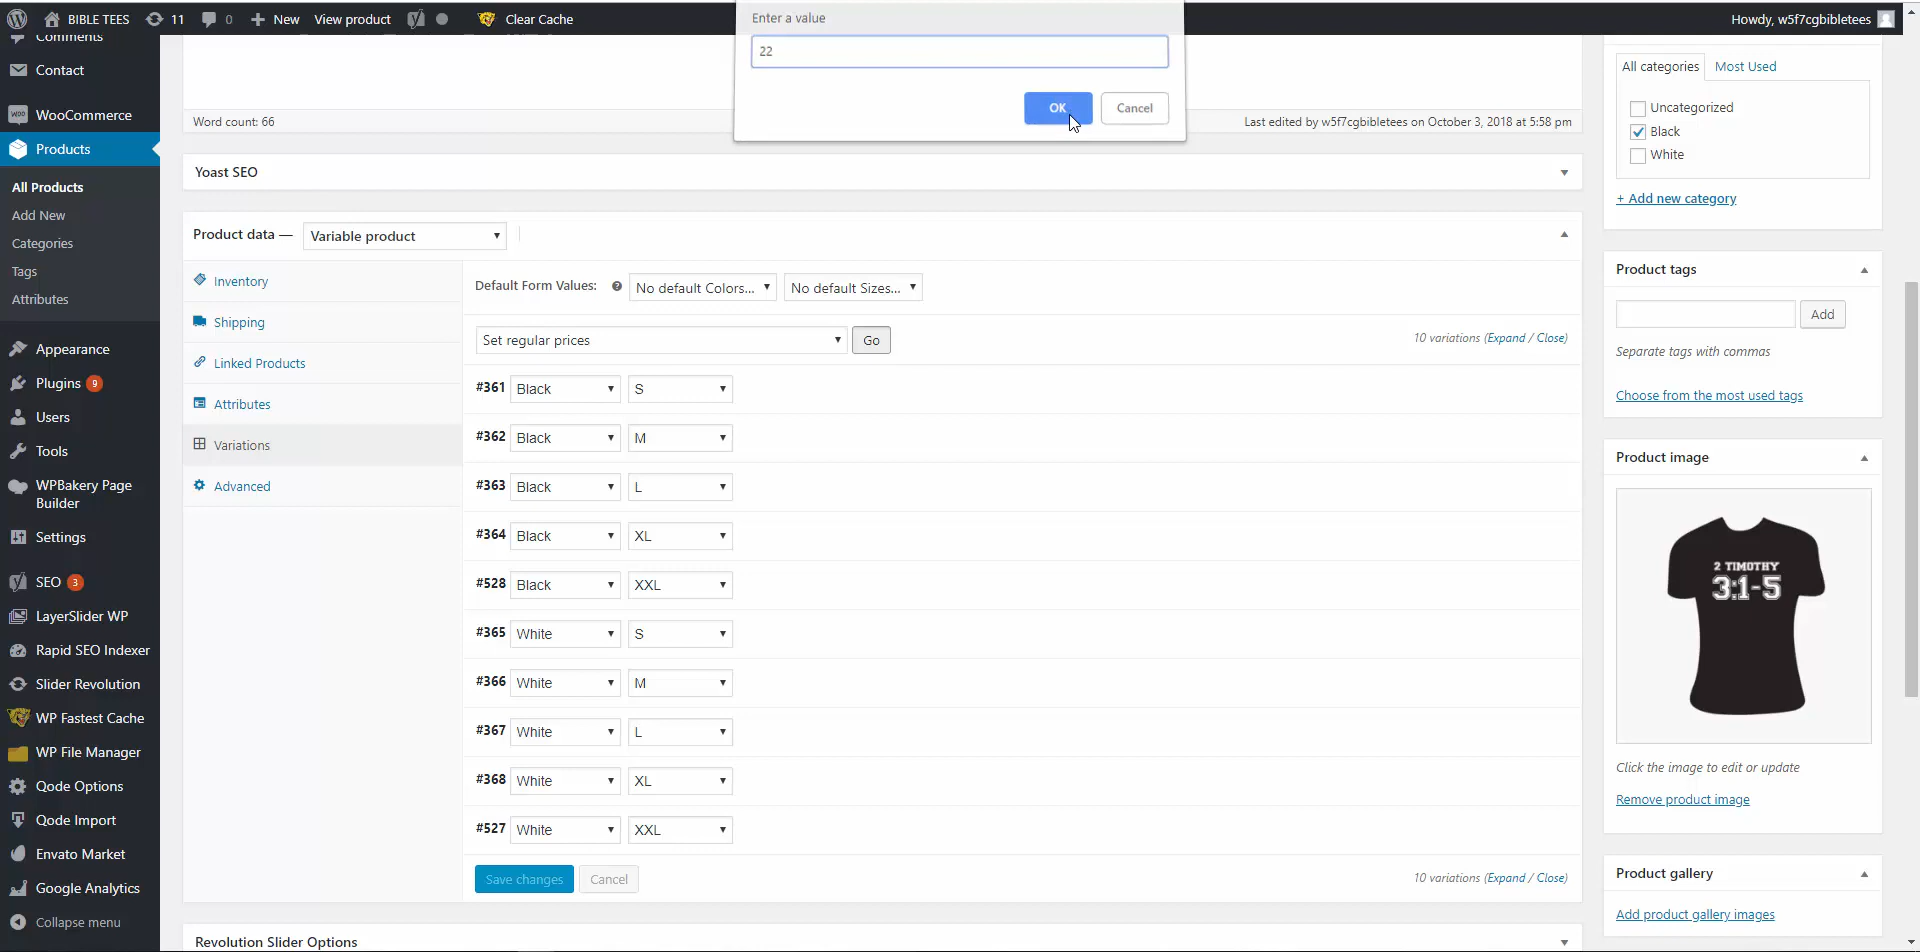 BIBLE TEES 11 0 New View product Clear Cache
Howdy, w5f7cgbibletees
Enter a value
22
OK Cancel
Comments
Contact
WooCommerce
Products
All Products
Add New
Categories
Tags
Attributes
Appearance
Plugins 9
Users
Tools
WPBakery Page
Builder
Settings
SEO 3
LayerSlider WP
Rapid SEO Indexer
Slider Revolution
WP Fastest Cache
WP File Manager
Qode Options
Qode Import
Envato Market
Google Analytics
Collapse menu
Word count: 66
Last edited by w5f7cgbibletees on October 3, 2018 at 5:58 pm
Yoast SEO
Product data — Variable product
Inventory
Shipping
Linked Products
Attributes
Variations
Advanced
Default Form Values: No default Colors... No default Sizes...
Set regular prices Go 10 variations (Expand / Close)
#361 Black S
#362 Black M
#363 Black L
#364 Black XL
#528 Black XXL
#365 White S
#366 White M
#367 White L
#368 White XL
#527 White XXL
Save changes Cancel 10 variations (Expand / Close)
Revolution Slider Options
All categories Most Used
Uncategorized
Black
White
+ Add new category
Product tags
Add
Separate tags with commas
Choose from the most used tags
Product image
2 TIMOTHY
3:1-5
Click the image to edit or update
Remove product image
Product gallery
Add product gallery images